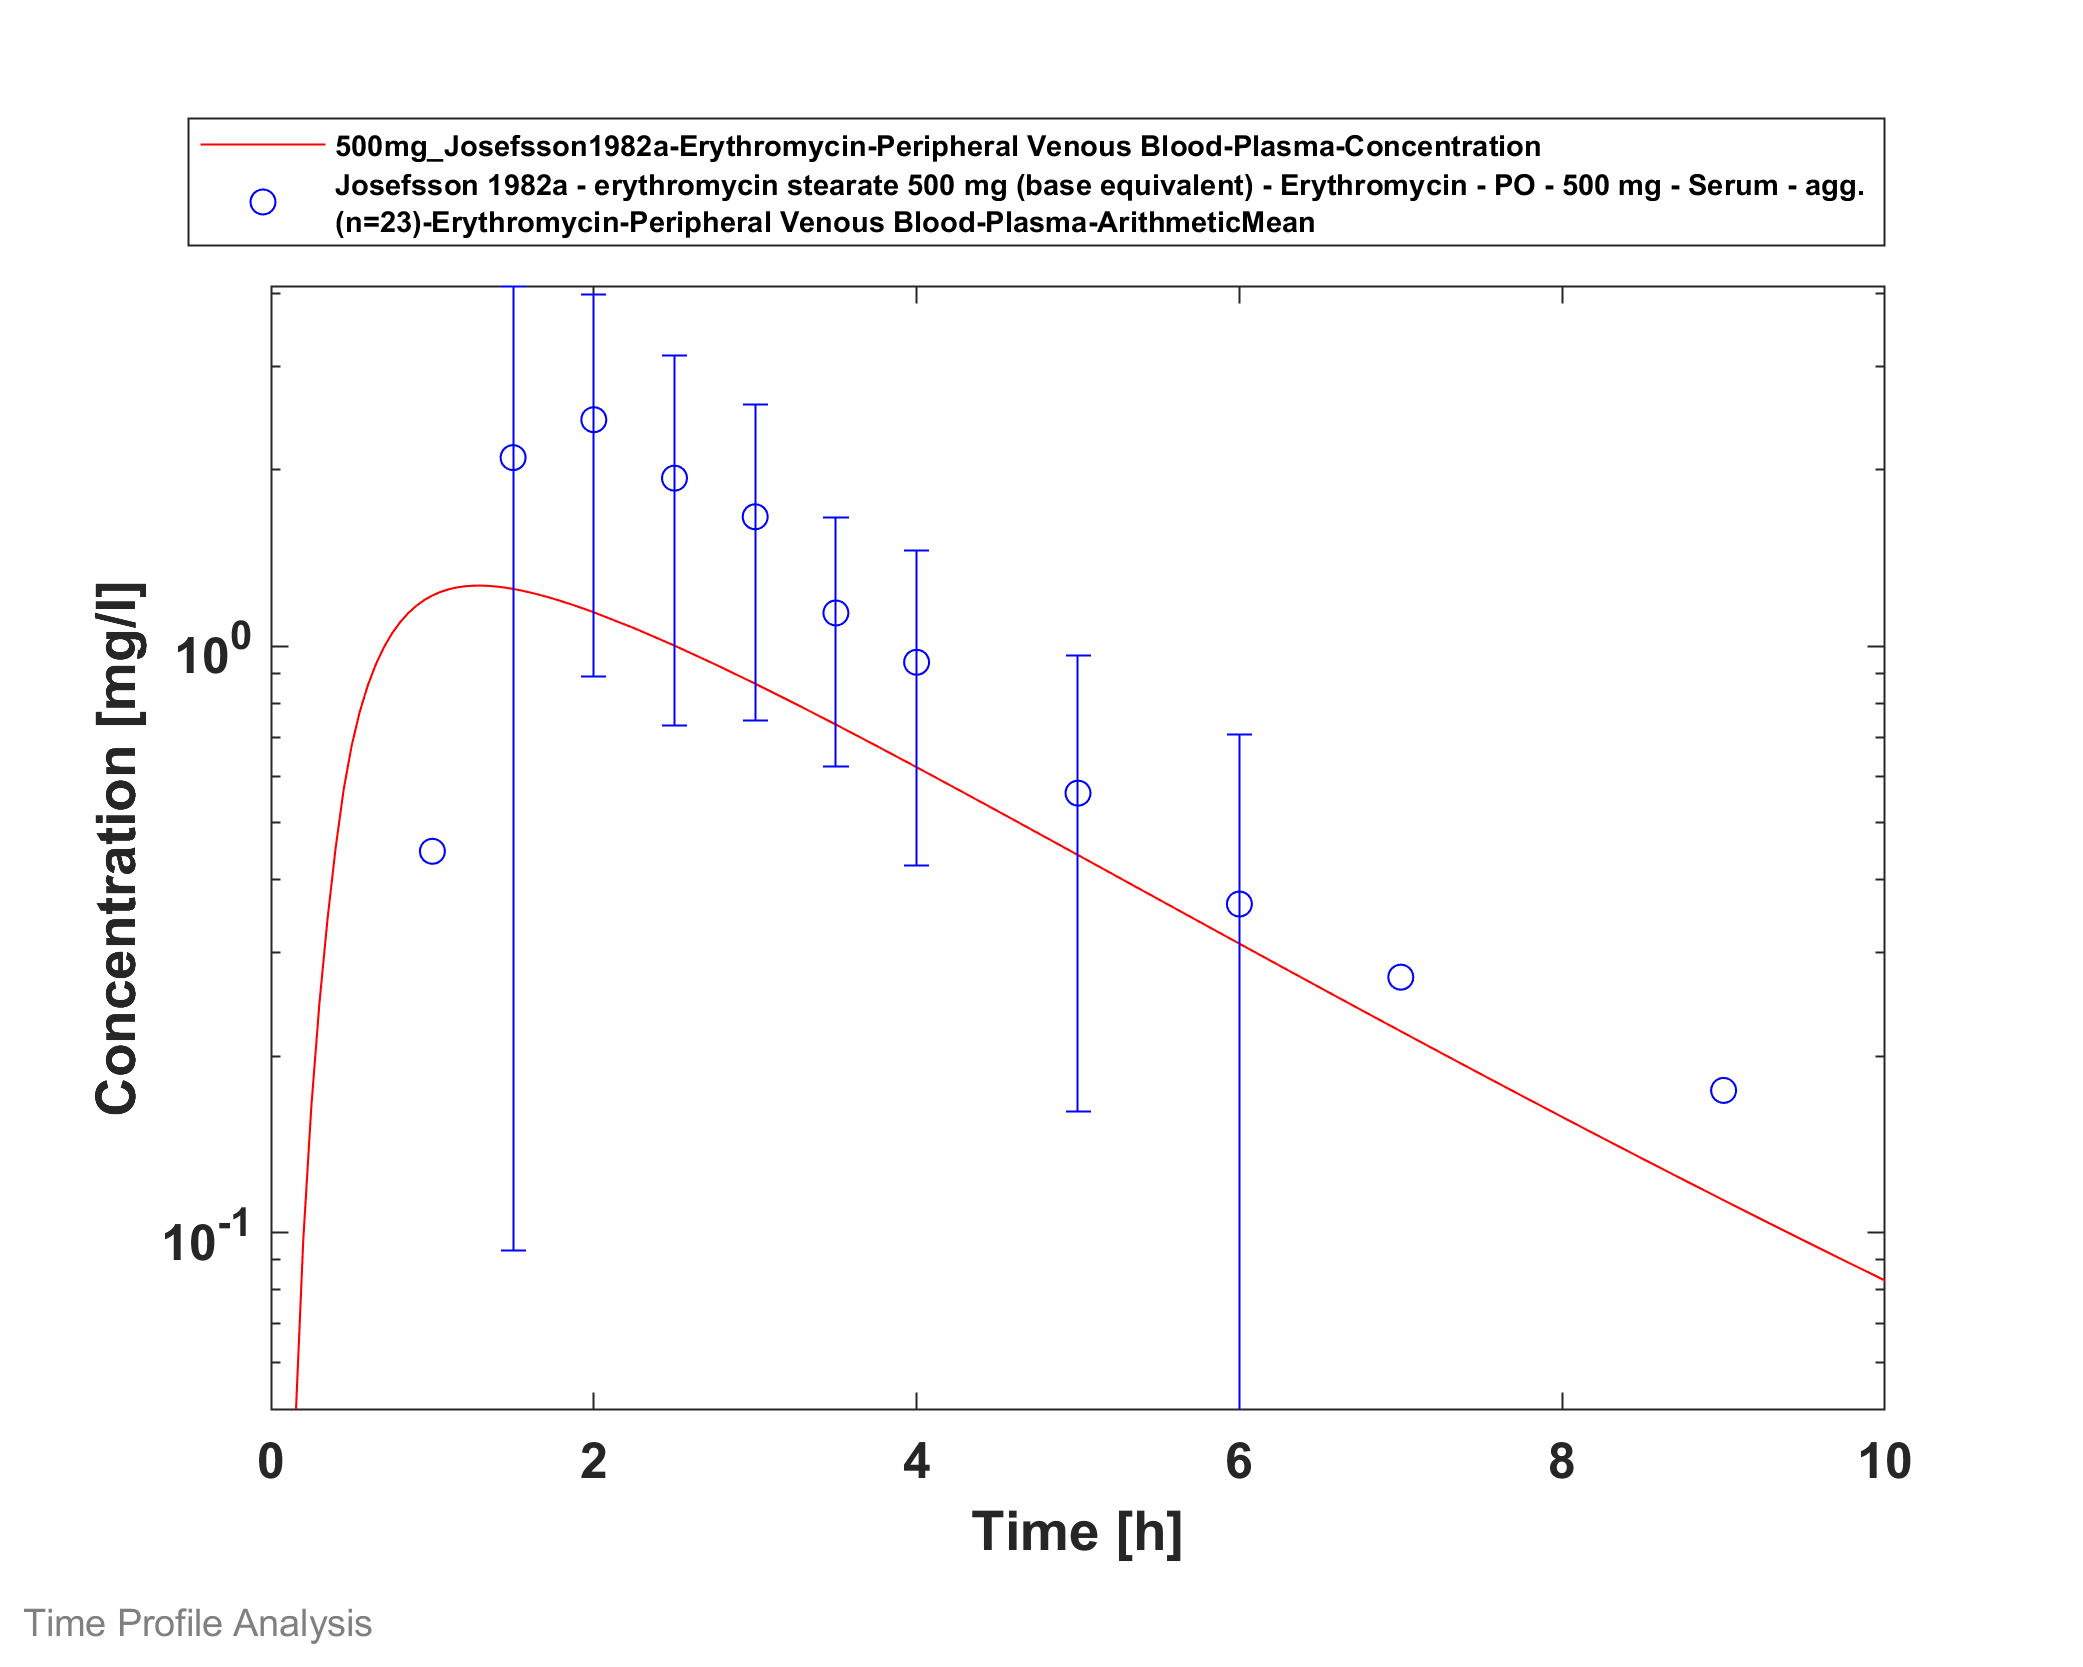 500mg_Josefsson1982a-Erythromycin-Peripheral Venous Blood-Plasma-Concentration
Josefsson 1982a - erythromycin stearate 500 mg (base equivalent) - Erythromycin - PO - 500 mg - Serum - agg.
(n=23)-Erythromycin-Peripheral Venous Blood-Plasma-ArithmeticMean
Concentration [mg/l]
10^0
10^-1
0 2 4 6 8 10
Time [h]
Time Profile Analysis